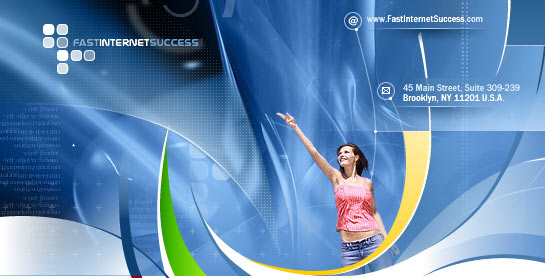 www.FastInternetSuccess.com
FASTINTERNETSUCCESS
45 Main Street, Suite 309-239
Brooklyn, NY 11201 U.S.A.